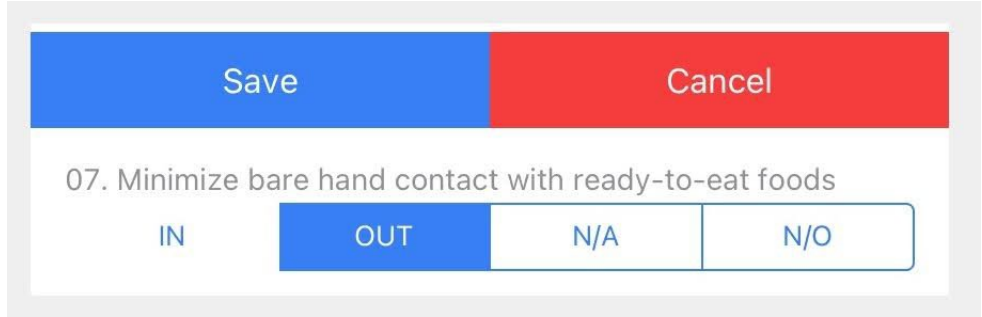 Save Cancel
07. Minimize bare hand contact with ready-to-eat foods
IN OUT N/A N/O